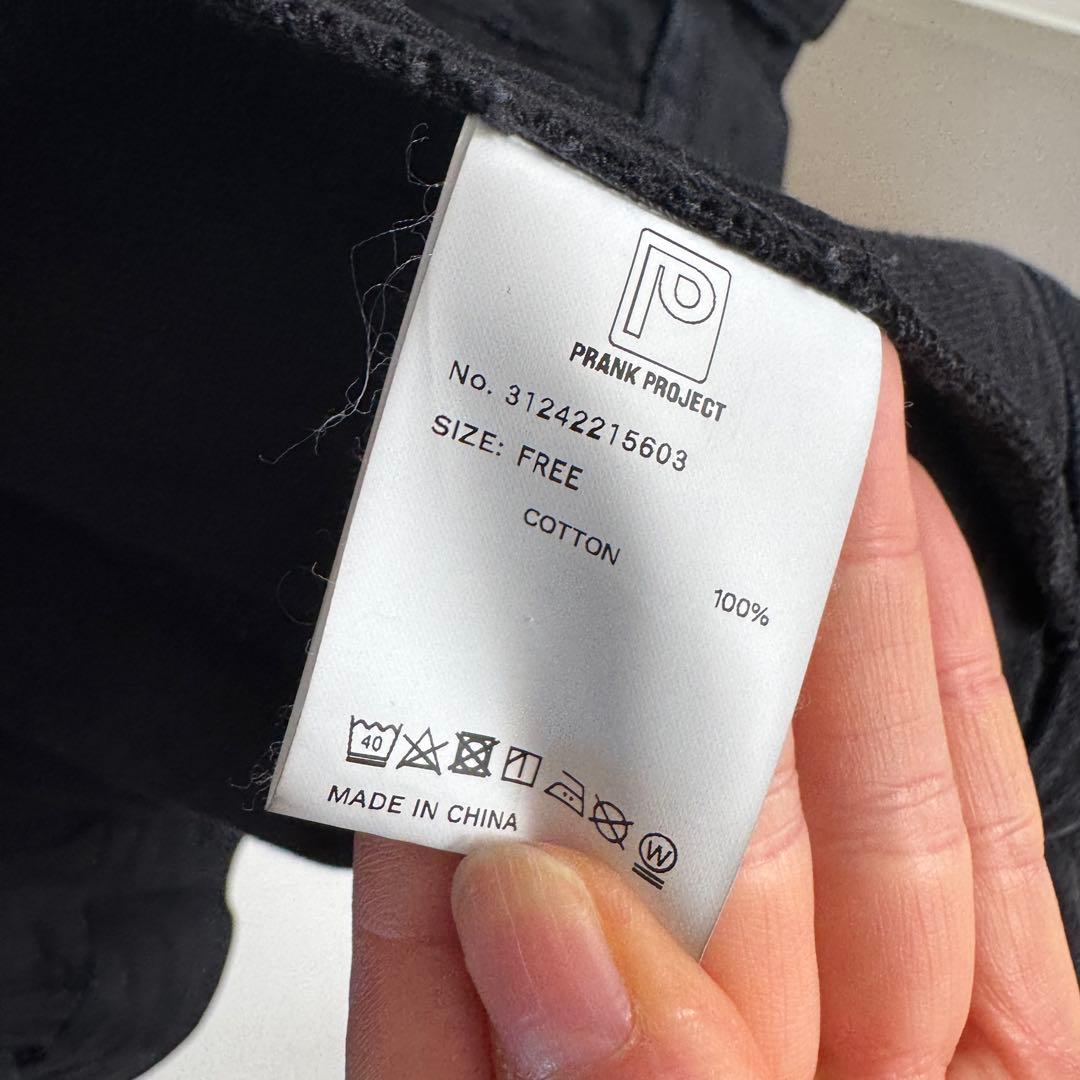 PRANK PROJECT
No. 31242215603
SIZE: FREE
COTTON
100%
40
W
MADE IN CHINA